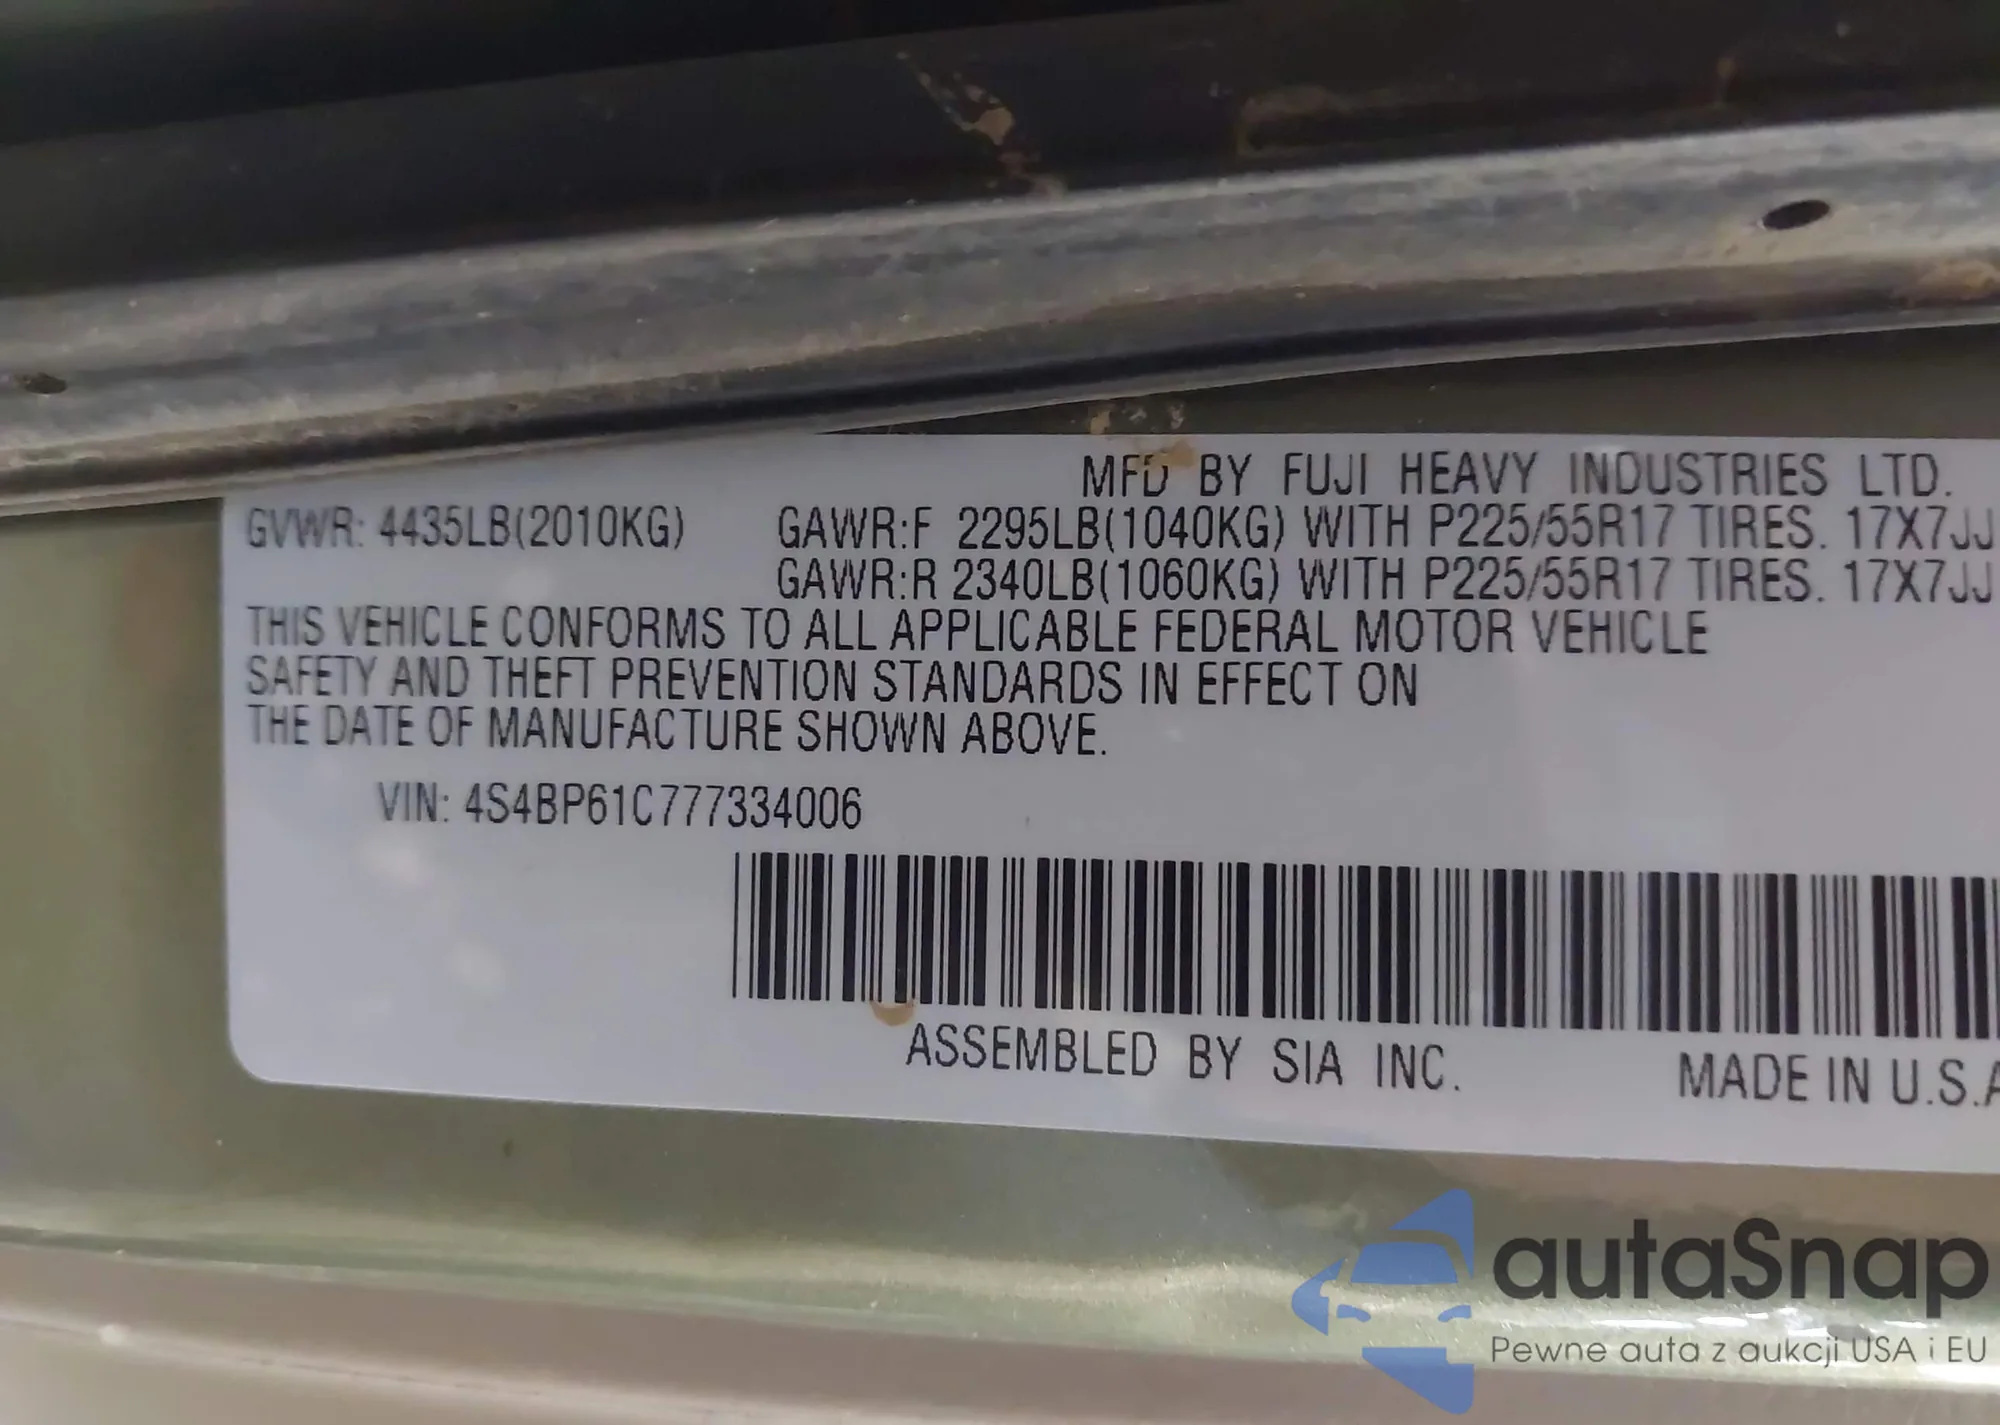 MFD BY FUJI HEAVY INDUSTRIES LTD.
GVWR: 4435LB(2010KG) GAWR:F 2295LB(1040KG) WITH P225/55R17 TIRES. 17X7JJ
GAWR:R 2340LB(1060KG) WITH P225/55R17 TIRES. 17X7JJ
THIS VEHICLE CONFORMS TO ALL APPLICABLE FEDERAL MOTOR VEHICLE
SAFETY AND THEFT PREVENTION STANDARDS IN EFFECT ON
THE DATE OF MANUFACTURE SHOWN ABOVE.
VIN: 4S4BP61C777334006
ASSEMBLED BY SIA INC. MADE IN U.S.A
autaSnap
Pewne auta z aukcji USA i EU